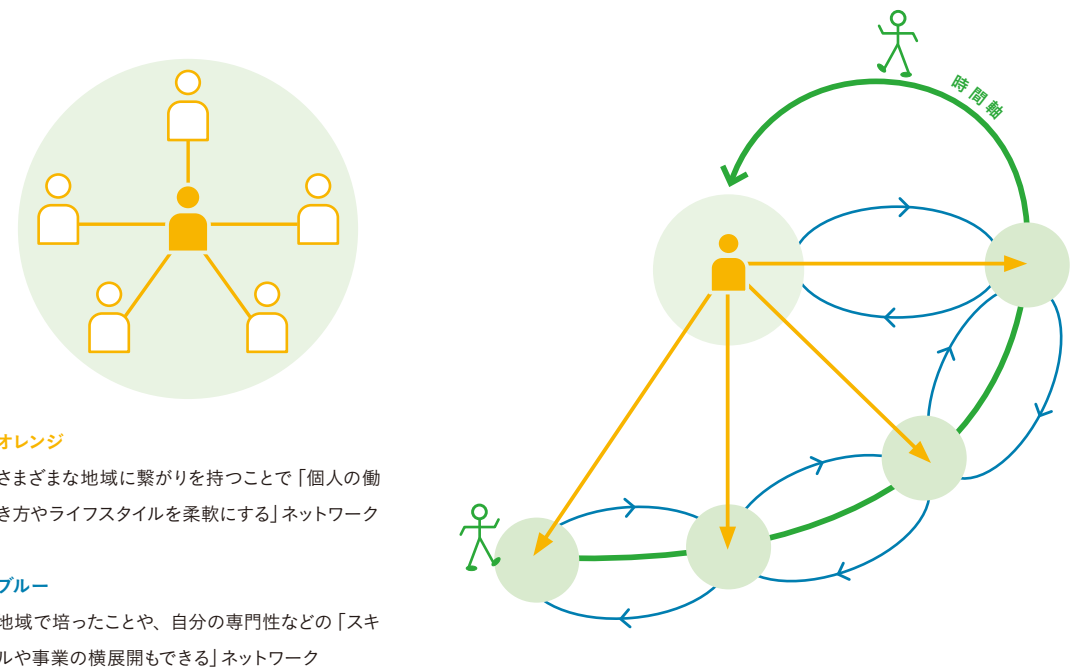 時間軸
オレンジ
さまざまな地域に繋がりを持つことで「個人の働
き方やライフスタイルを柔軟にする」ネットワーク
ブルー
地域で培ったことや、自分の専門性などの「スキ
ルや事業の横展開もできる」ネットワーク